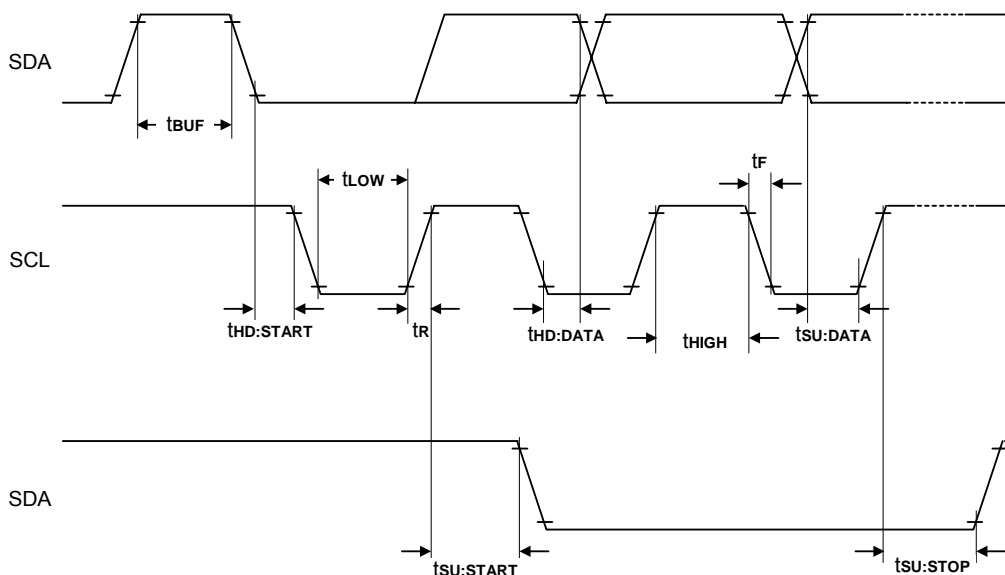 SDA
tBUF
tF
tLOW
SCL
tHD:START
tR
tHD:DATA
tHIGH
tSU:DATA
SDA
tSU:START
tSU:STOP